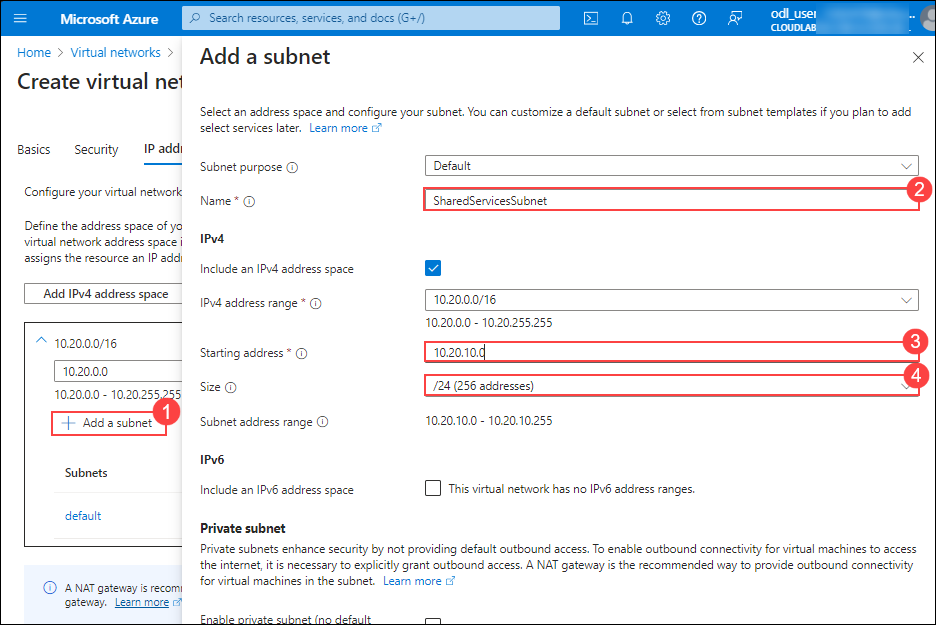 Microsoft Azure
Search resources, services, and docs (G+/)
odl_user
CLOUDLAB
Home > Virtual networks >
Create virtual net
Basics Security IP addr
Configure your virtual network
Define the address space of yo
virtual network address space i
assigns the resource an IP addr
Add IPv4 address space
10.20.0.0/16
10.20.0.0
10.20.0.0 - 10.20.255.255
1
+ Add a subnet
Subnets
default
A NAT gateway is recom
gateway. Learn more
Add a subnet
Select an address space and configure your subnet. You can customize a default subnet or select from subnet templates if you plan to add
select services later. Learn more
Subnet purpose Default
Name * SharedServicesSubnet 2
IPv4
Include an IPv4 address space
IPv4 address range * 10.20.0.0/16
10.20.0.0 - 10.20.255.255
Starting address * 10.20.10.0 3
Size /24 (256 addresses) 4
Subnet address range 10.20.10.0 - 10.20.10.255
IPv6
Include an IPv6 address space This virtual network has no IPv6 address ranges.
Private subnet
Private subnets enhance security by not providing default outbound access. To enable outbound connectivity for virtual machines to access
the internet, it is necessary to explicitly grant outbound access. A NAT gateway is the recommended way to provide outbound connectivity
for virtual machines in the subnet. Learn more
Enable private subnet (no default